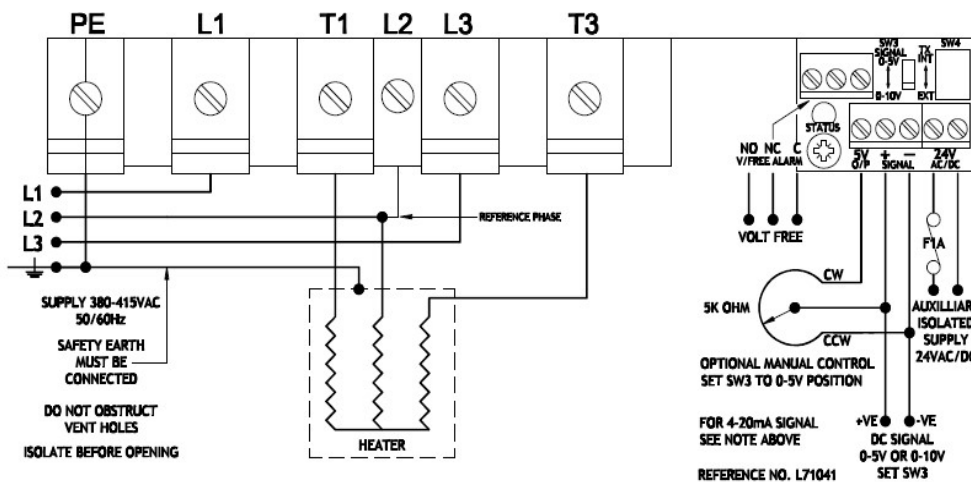 PE L1 T1 L2 L3 T3
SW3
SIGNAL
0-5V
0-10V
TX
INT
EXT
SW4
STATUS
NO NC C
V/FREE ALARM
5V
O/P
+ −
SIGNAL
24V
AC/DC
L1
L2
L3
REFERENCE PHASE
VOLT FREE
F1A
SUPPLY 380-415VAC
50/60Hz
SAFETY EARTH
MUST BE
CONNECTED
DO NOT OBSTRUCT
VENT HOLES
ISOLATE BEFORE OPENING
HEATER
5K OHM
CW
CCW
AUXILLIAR
ISOLATED
SUPPLY
24VAC/DC
OPTIONAL MANUAL CONTROL
SET SW3 TO 0-5V POSITION
FOR 4-20mA SIGNAL
SEE NOTE ABOVE
+VE -VE
DC SIGNAL
0-5V OR 0-10V
SET SW3
REFERENCE NO. L71041